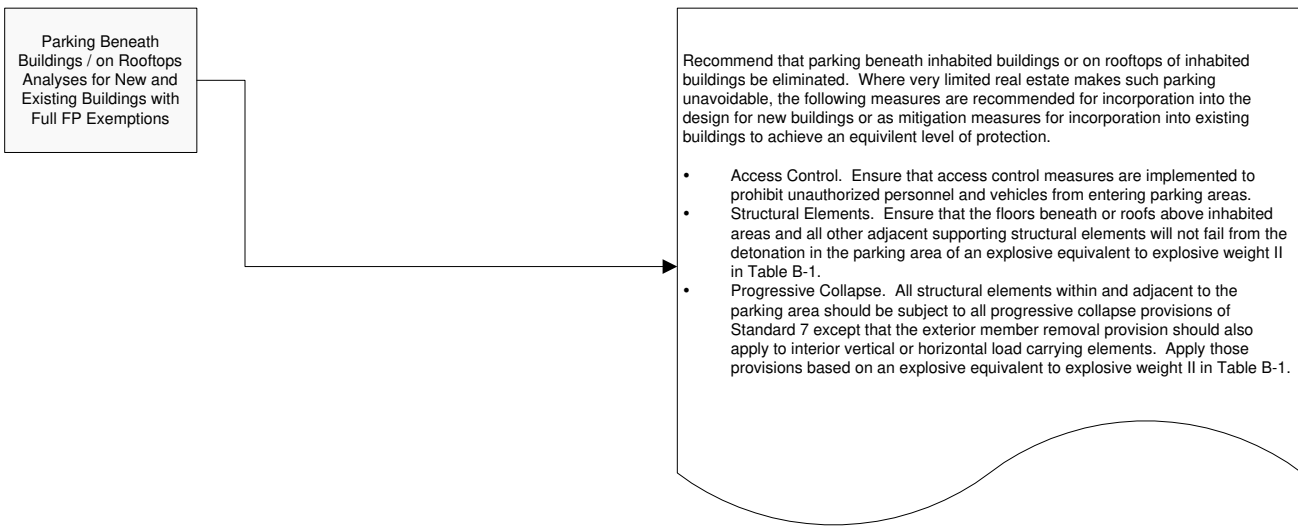 Parking Beneath
Buildings / on Rooftops
Analyses for New and
Existing Buildings with
Full FP Exemptions
Recommend that parking beneath inhabited buildings or on rooftops of inhabited
buildings be eliminated.  Where very limited real estate makes such parking
unavoidable, the following measures are recommended for incorporation into the
design for new buildings or as mitigation measures for incorporation into existing
buildings to achieve an equivilent level of protection.
• Access Control.  Ensure that access control measures are implemented to
prohibit unauthorized personnel and vehicles from entering parking areas.
• Structural Elements.  Ensure that the floors beneath or roofs above inhabited
areas and all other adjacent supporting structural elements will not fail from the
detonation in the parking area of an explosive equivalent to explosive weight II
in Table B-1.
• Progressive Collapse.  All structural elements within and adjacent to the
parking area should be subject to all progressive collapse provisions of
Standard 7 except that the exterior member removal provision should also
apply to interior vertical or horizontal load carrying elements.  Apply those
provisions based on an explosive equivalent to explosive weight II in Table B-1.